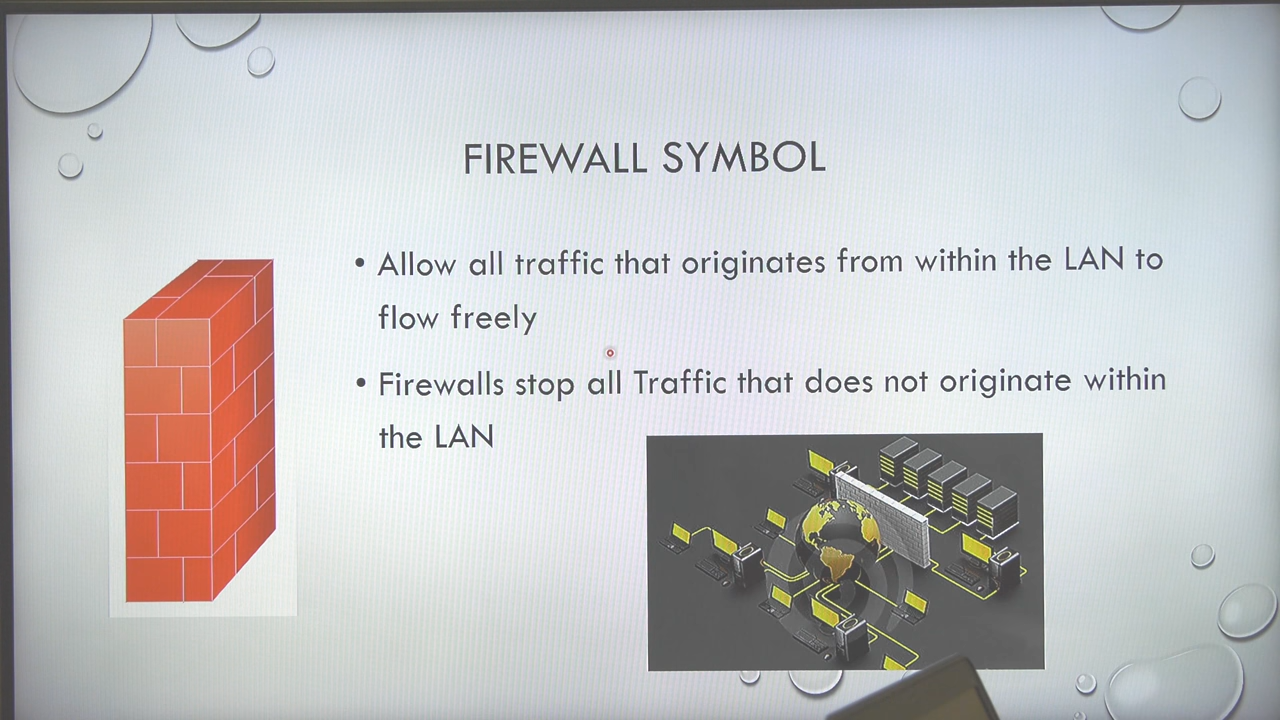 FIREWALL SYMBOL
• Allow all traffic that originates from within the LAN to
flow freely
• Firewalls stop all Traffic that does not originate within
the LAN